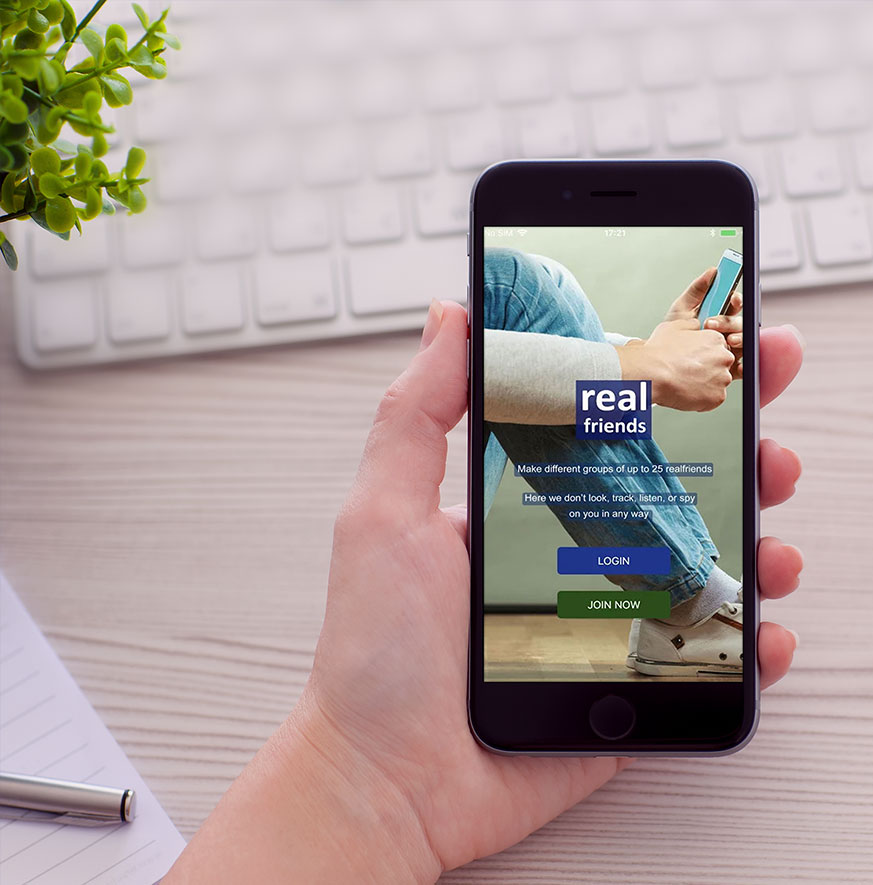 No SIM 17:21
real
friends
Make different groups of up to 25 realfriends
Here we don't look, track, listen, or spy
on you in any way
LOGIN
JOIN NOW